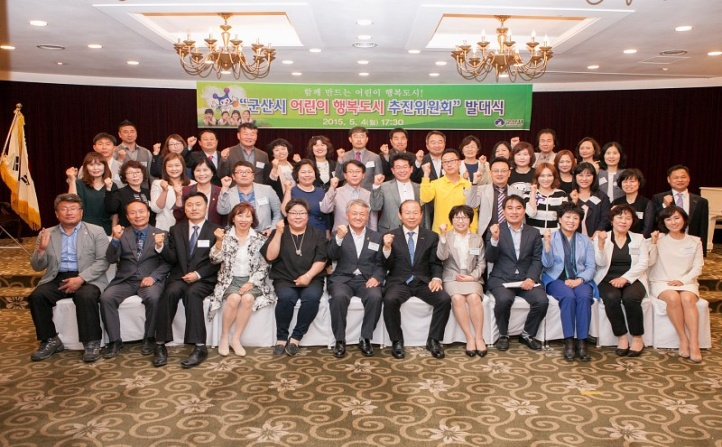 함께 만드는 어린이 행복도시!
“군산시 어린이 행복도시 추진위원회” 발대식
2015. 5. 4(월) 17:30